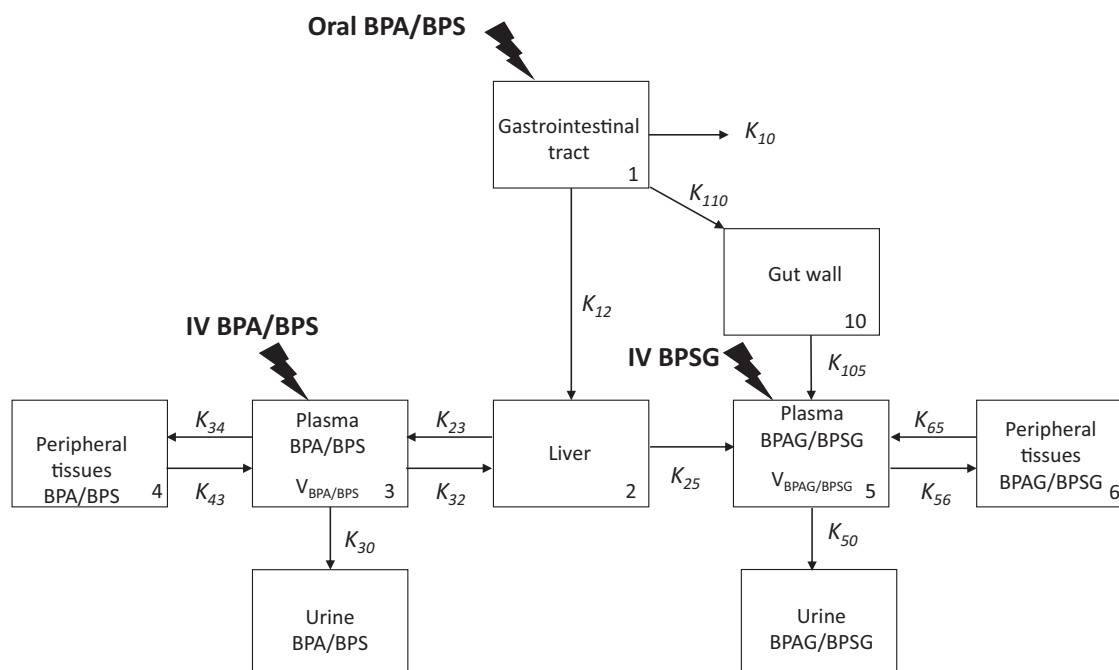 Oral BPA/BPS
Gastrointestinal
tract
1
K10
K110
Gut wall
10
K12
K105
IV BPA/BPS
IV BPSG
Peripheral
tissues
BPA/BPS
4
K34
K43
Plasma
BPA/BPS
VBPA/BPS
3
K23
K32
Liver
2
K25
Plasma
BPAG/BPSG
VBPAG/BPSG
5
K65
K56
Peripheral
tissues
BPAG/BPSG
6
K30
K50
Urine
BPA/BPS
Urine
BPAG/BPSG